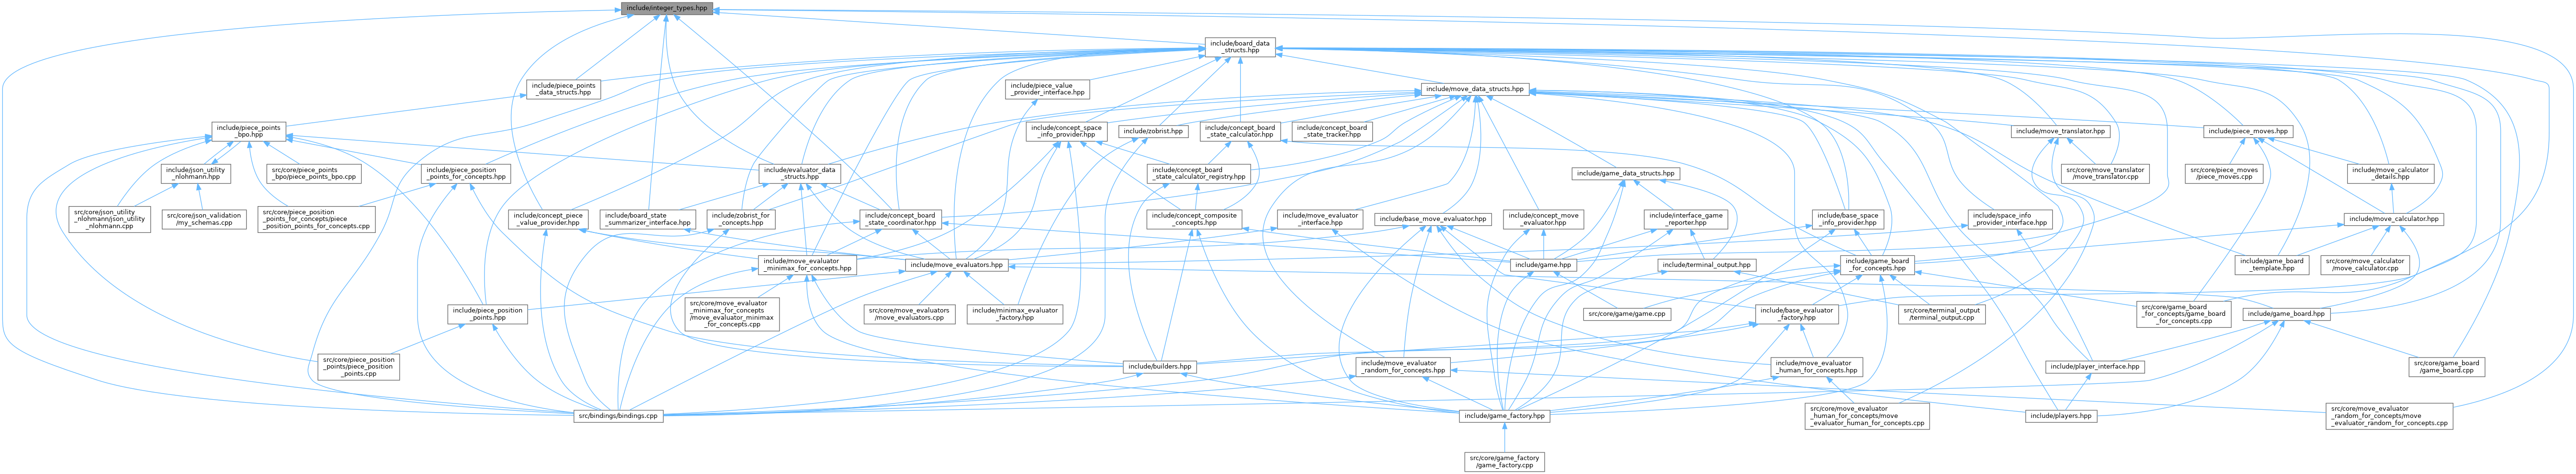 include/integer_types.hpp
include/board_data
_structs.hpp
include/piece_points
_data_structs.hpp
include/piece_value
_provider_interface.hpp
include/move_data_structs.hpp
include/piece_points
_bpo.hpp
include/concept_space
_info_provider.hpp
include/zobrist.hpp
include/concept_board
_state_calculator.hpp
include/concept_board
_state_tracker.hpp
include/move_translator.hpp
include/piece_moves.hpp
include/json_utility
_nlohmann.hpp
src/core/piece_points
_bpo/piece_points_bpo.cpp
include/piece_position
_points_for_concepts.hpp
include/evaluator_data
_structs.hpp
include/concept_board
_state_calculator_registry.hpp
include/game_data_structs.hpp
src/core/move_translator
/move_translator.cpp
src/core/piece_moves
/piece_moves.cpp
include/move_calculator
_details.hpp
src/core/json_utility
_nlohmann/json_utility
_nlohmann.cpp
src/core/json_validation
/my_schemas.cpp
src/core/piece_position
_points_for_concepts/piece
_position_points_for_concepts.cpp
include/concept_piece
_value_provider.hpp
include/board_state
_summarizer_interface.hpp
include/zobrist_for
_concepts.hpp
include/concept_board
_state_coordinator.hpp
include/concept_composite
_concepts.hpp
include/move_evaluator
_interface.hpp
include/base_move_evaluator.hpp
include/concept_move
_evaluator.hpp
include/interface_game
_reporter.hpp
include/base_space
_info_provider.hpp
include/space_info
_provider_interface.hpp
include/move_calculator.hpp
include/move_evaluator
_minimax_for_concepts.hpp
include/move_evaluators.hpp
include/game.hpp
include/terminal_output.hpp
include/game_board
_for_concepts.hpp
include/game_board
_template.hpp
src/core/move_calculator
/move_calculator.cpp
include/piece_position
_points.hpp
src/core/move_evaluator
_minimax_for_concepts
/move_evaluator_minimax
_for_concepts.cpp
src/core/move_evaluators
/move_evaluators.cpp
include/minimax_evaluator
_factory.hpp
src/core/game/game.cpp
include/base_evaluator
_factory.hpp
src/core/terminal_output
/terminal_output.cpp
src/core/game_board
_for_concepts/game_board
_for_concepts.cpp
include/game_board.hpp
src/core/piece_position
_points/piece_position
_points.cpp
include/builders.hpp
include/move_evaluator
_random_for_concepts.hpp
include/move_evaluator
_human_for_concepts.hpp
include/player_interface.hpp
src/core/game_board
/game_board.cpp
src/bindings/bindings.cpp
include/game_factory.hpp
src/core/move_evaluator
_human_for_concepts/move
_evaluator_human_for_concepts.cpp
include/players.hpp
src/core/move_evaluator
_random_for_concepts/move
_evaluator_random_for_concepts.cpp
src/core/game_factory
/game_factory.cpp